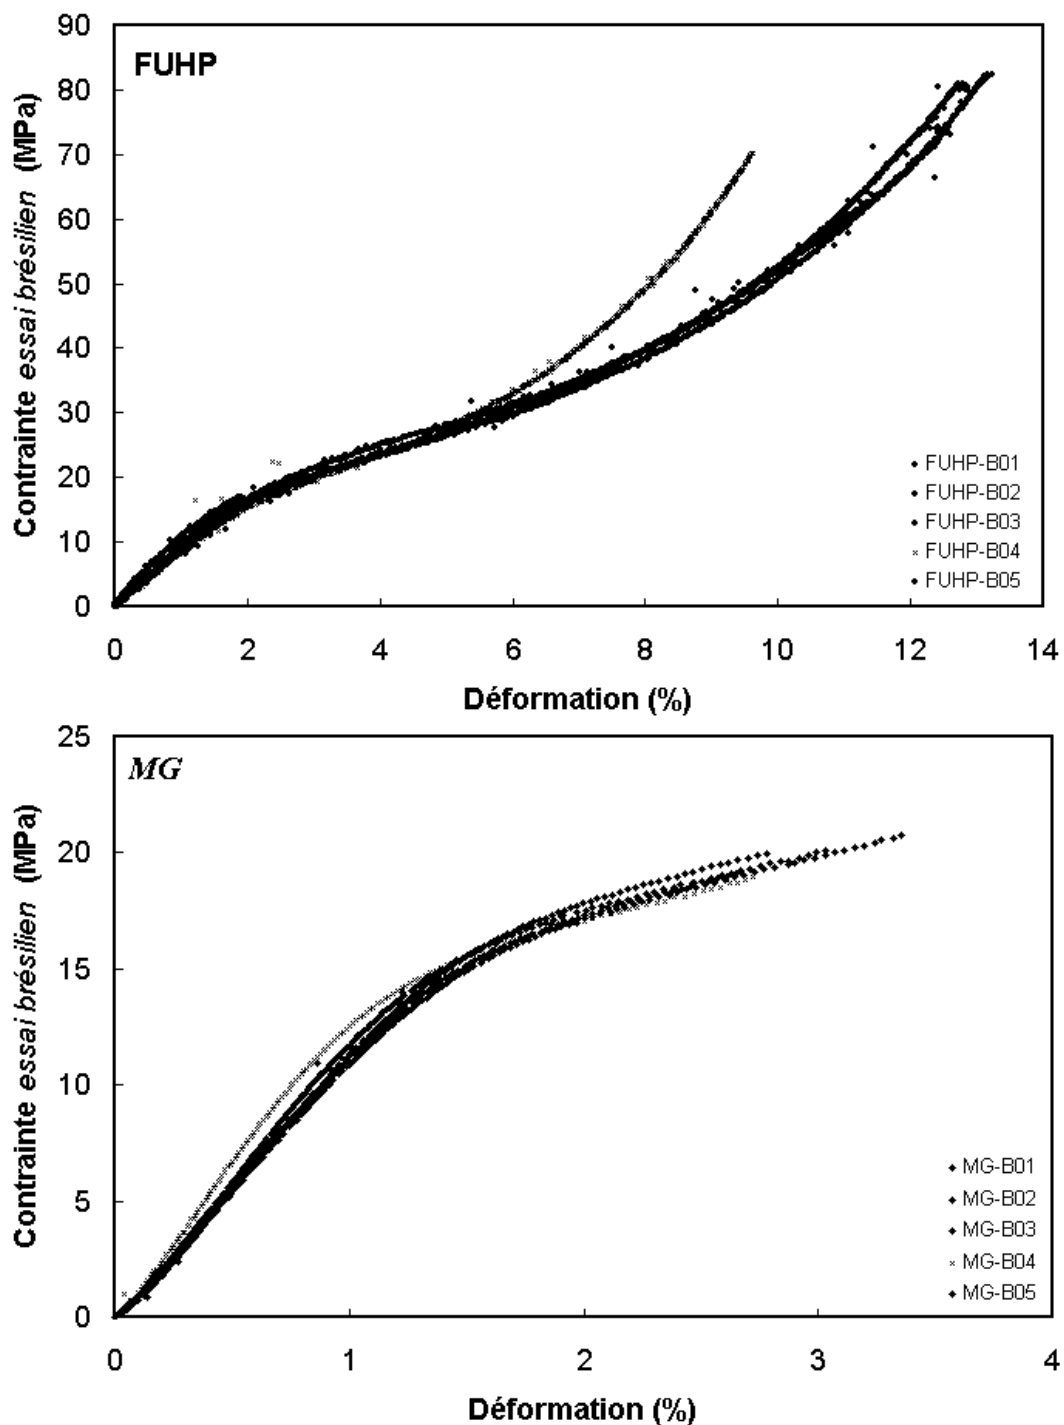 90
FUHP
80
70
60
50
40
30
20
10
0
Contrainte essai brésilien (MPa)
FUHP-B01
FUHP-B02
FUHP-B03
FUHP-B04
FUHP-B05
0 2 4 6 8 10 12 14
Déformation (%)
25
MG
20
15
10
5
0
Contrainte essai brésilien (MPa)
MG-B01
MG-B02
MG-B03
MG-B04
MG-B05
0 1 2 3 4
Déformation (%)